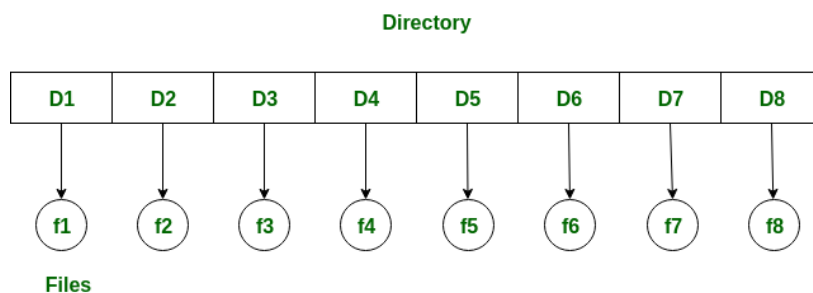 Directory
D1 D2 D3 D4 D5 D6 D7 D8
f1 f2 f3 f4 f5 f6 f7 f8
Files